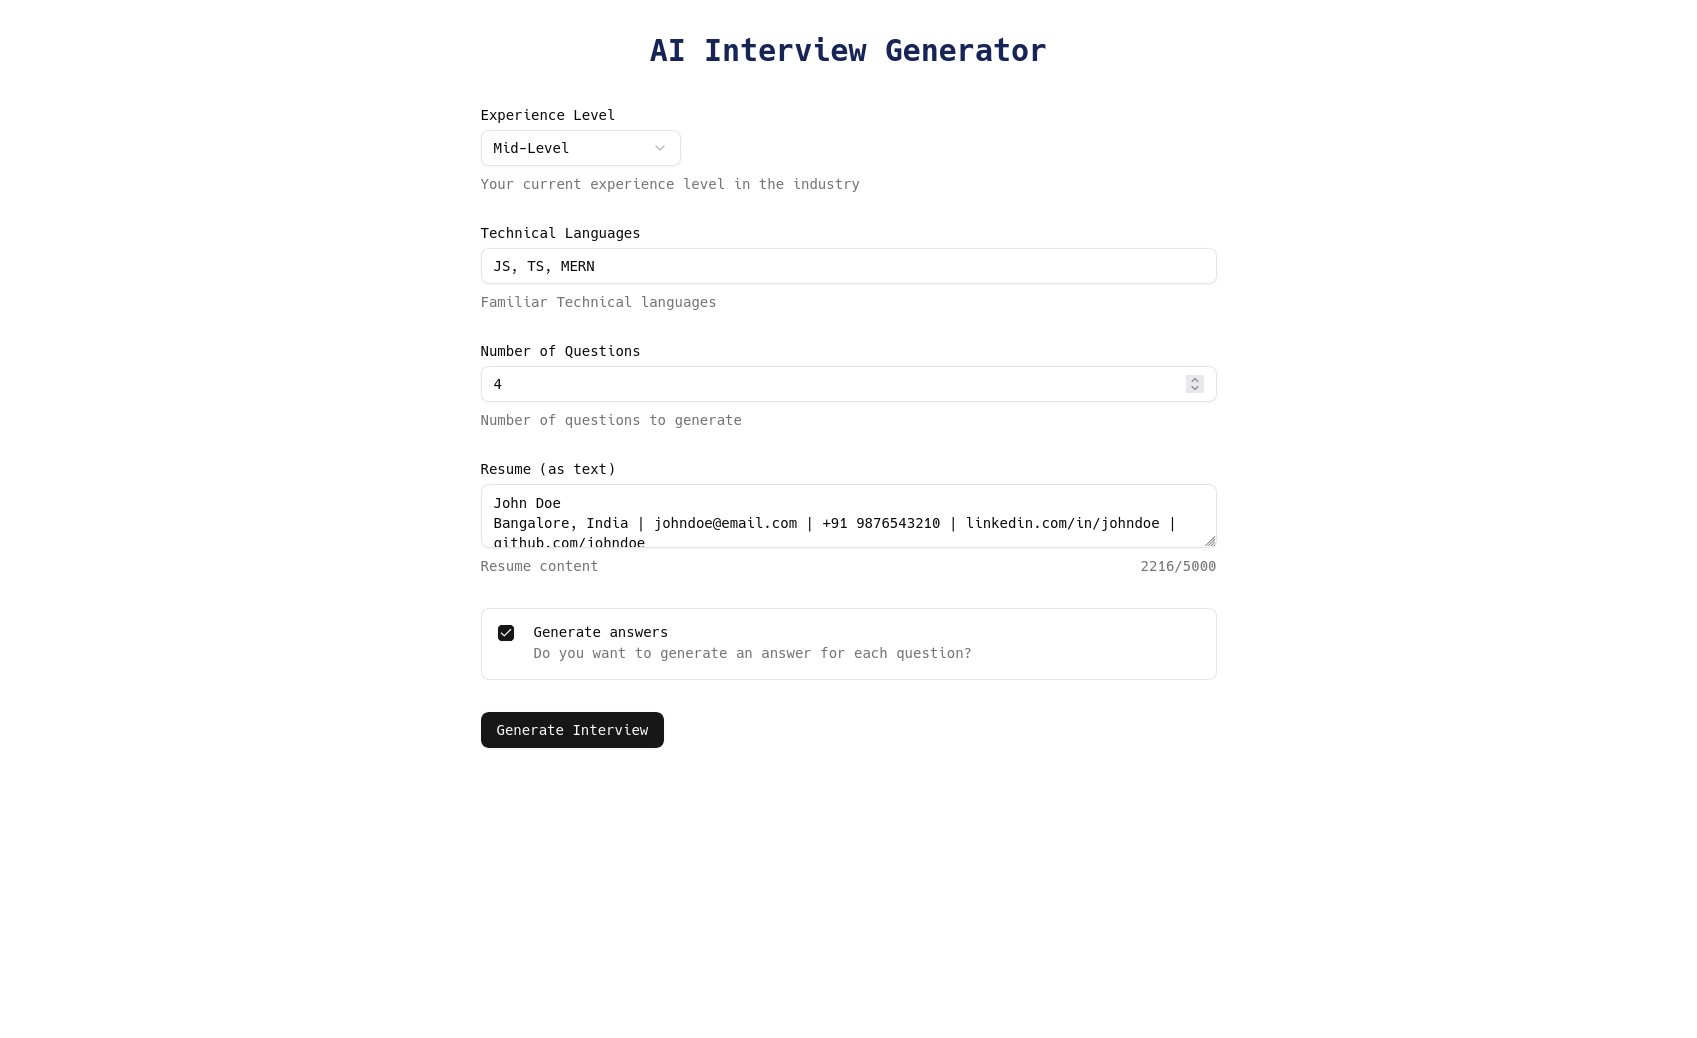 AI Interview Generator
Experience Level
Mid-Level
Your current experience level in the industry
Technical Languages
JS, TS, MERN
Familiar Technical languages
Number of Questions
4
Number of questions to generate
Resume (as text)
John Doe
Bangalore, India | johndoe@email.com | +91 9876543210 | linkedin.com/in/johndoe |
github.com/johndoe
Resume content 2216/5000
Generate answers
Do you want to generate an answer for each question?
Generate Interview